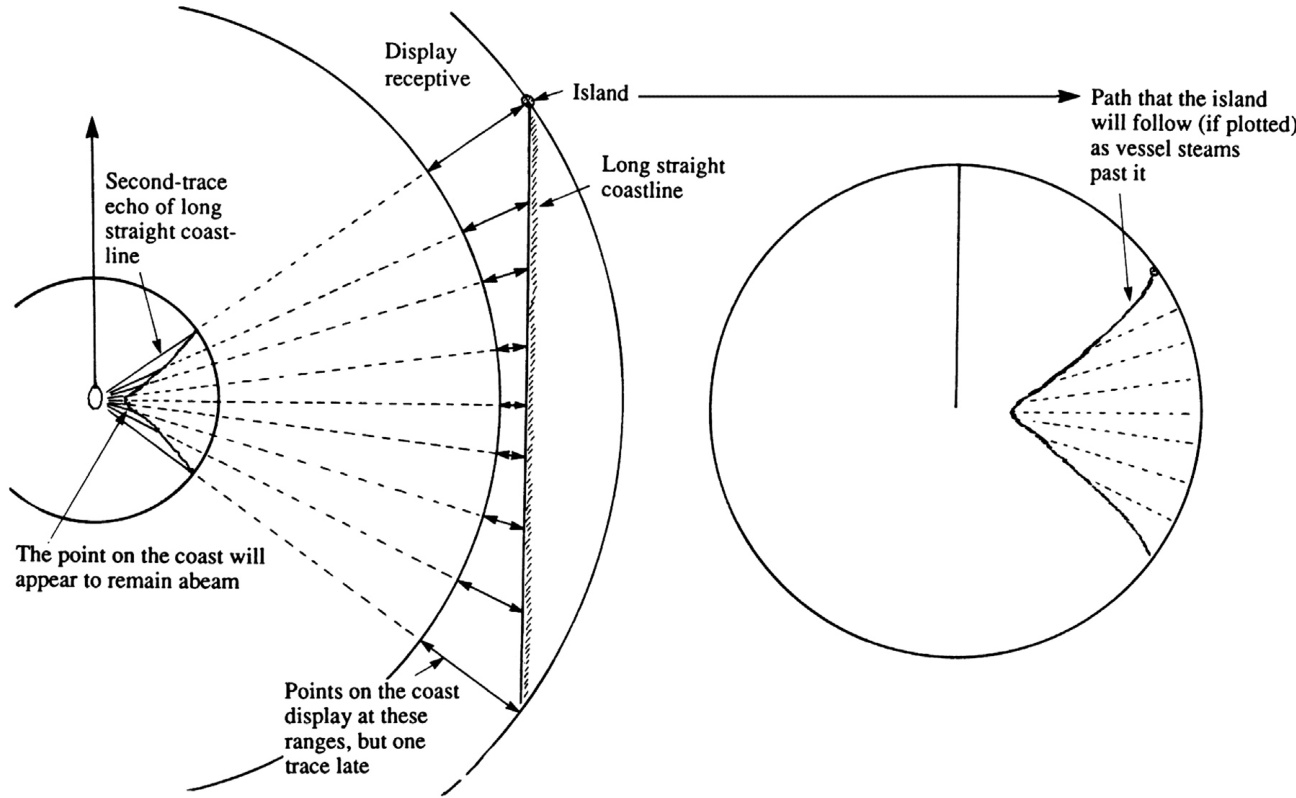 Display
receptive
Island
Path that the island
will follow (if plotted)
as vessel steams
past it
Long straight
coastline
Second-trace
echo of long
straight coast-
line
The point on the coast will
appear to remain abeam
Points on the coast
display at these
ranges, but one
trace late